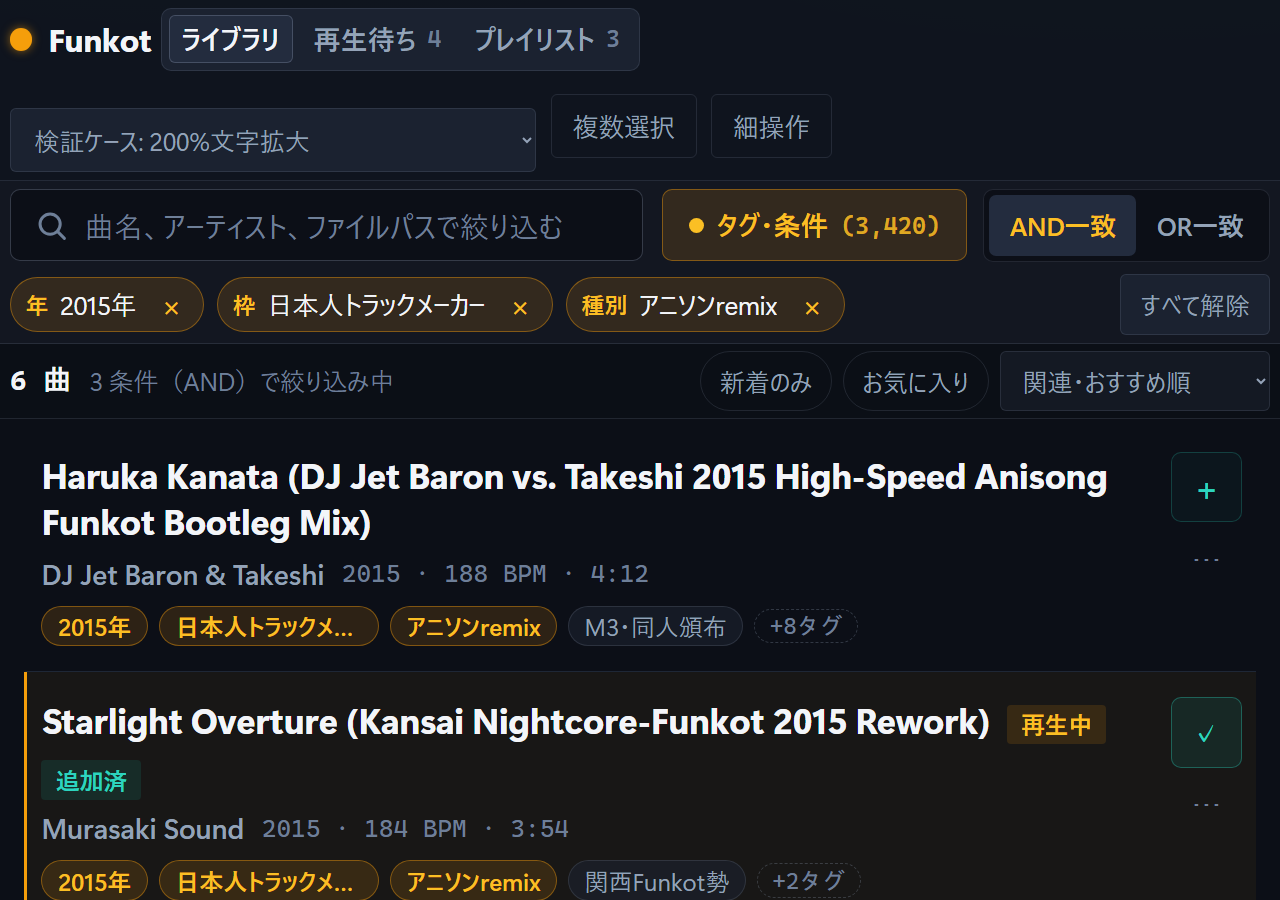 Funkot ライブラリ 再生待ち 4 プレイリスト 3
検証ケース: 200%文字拡大 複数選択 細操作
曲名、アーティスト、ファイルパスで絞り込む タグ・条件 (3,420) AND一致 OR一致
年 2015年 × 枠 日本人トラックメーカー × 種別 アニソンremix × すべて解除
6 曲 3 条件（AND）で絞り込み中 新着のみ お気に入り 関連・おすすめ順
Haruka Kanata (DJ Jet Baron vs. Takeshi 2015 High-Speed Anisong +
Funkot Bootleg Mix)
DJ Jet Baron & Takeshi 2015 · 188 BPM · 4:12 ...
2015年 日本人トラックメ... アニソンremix M3・同人頒布 +8タグ
Starlight Overture (Kansai Nightcore-Funkot 2015 Rework) 再生中 ✓
追加済
Murasaki Sound 2015 · 184 BPM · 3:54 ...
2015年 日本人トラックメ... アニソンremix 関西Funkot勢 +2タグ